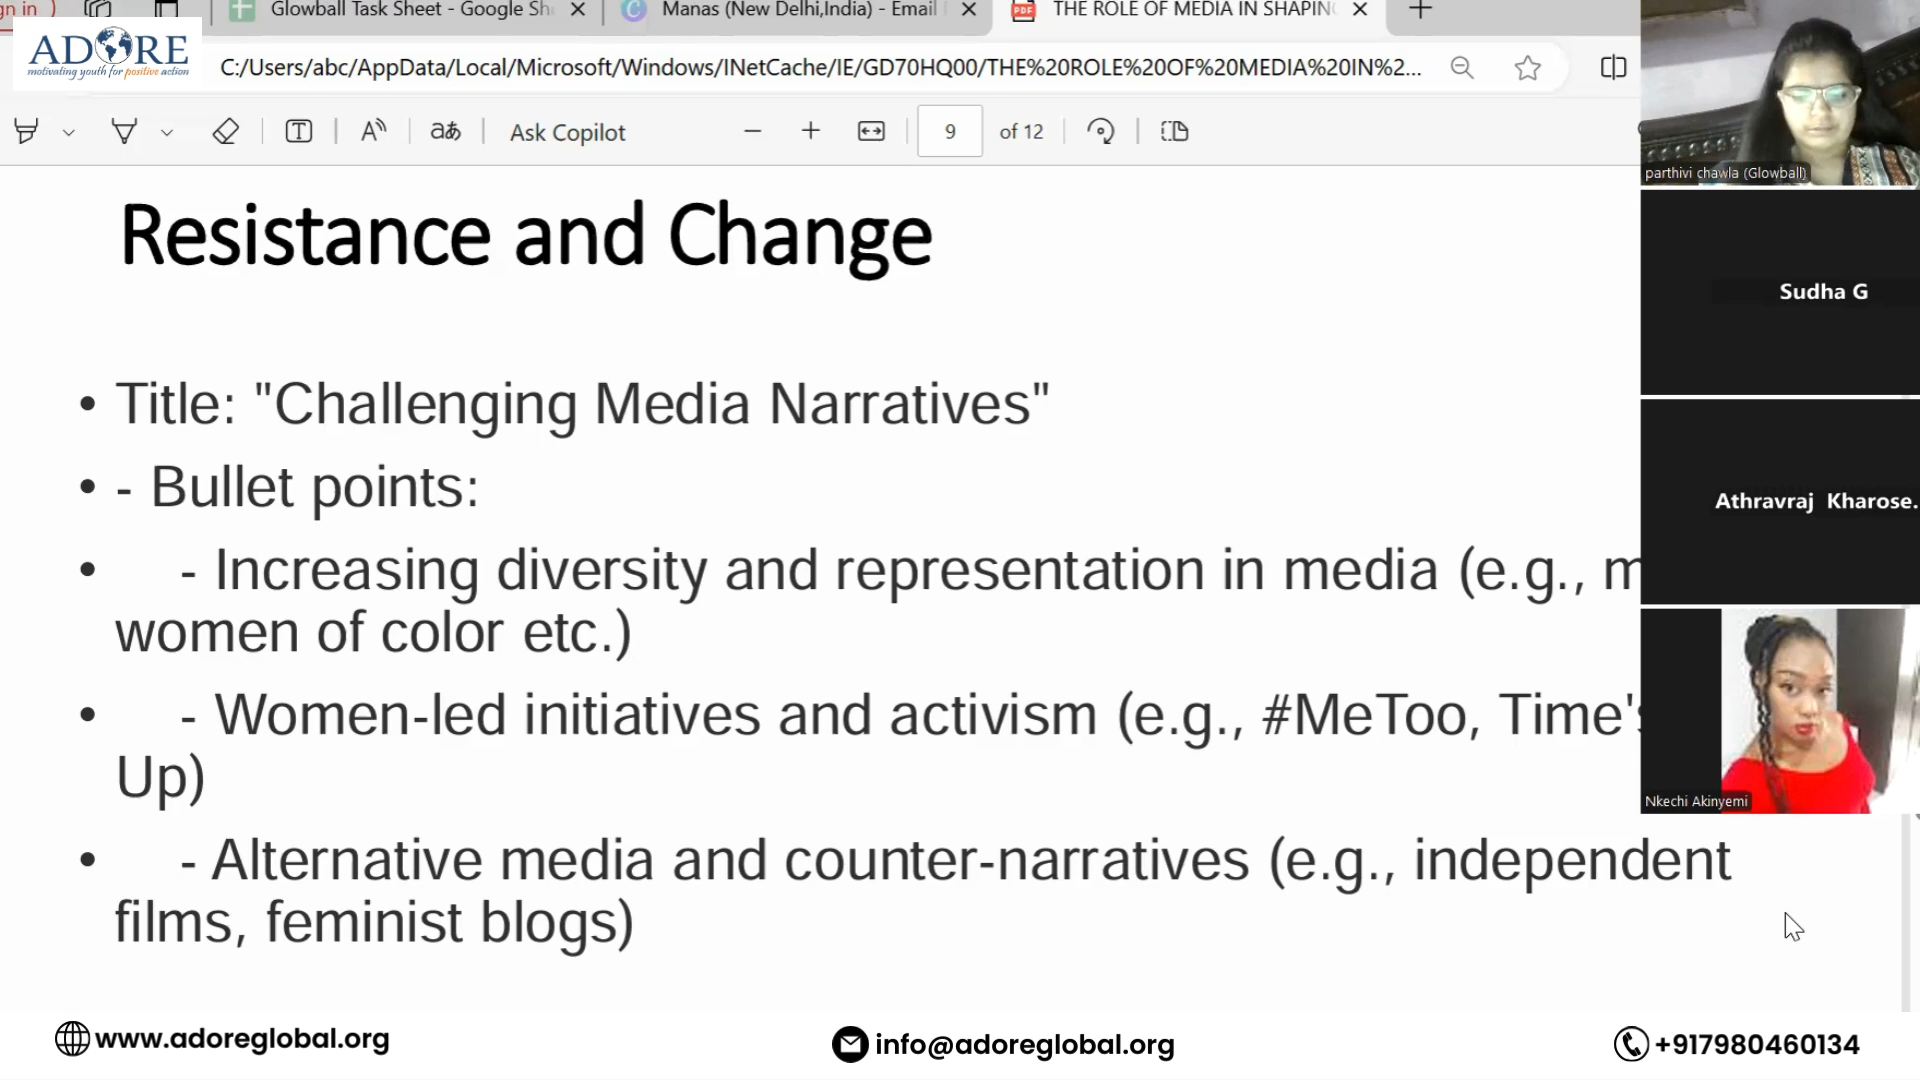 gn in )
Glowball Task Sheet - Google Sh
Manas (New Delhi,India) - Email
THE ROLE OF MEDIA IN SHAPIN
ADORE
motivating youth for positive action
C:/Users/abc/AppData/Local/Microsoft/Windows/INetCache/IE/GD70HQ00/THE%20ROLE%20OF%20MEDIA%20IN%2...
Ask Copilot
9 of 12
parthivi chawla (Glowball)
Resistance and Change
Sudha G
• Title: "Challenging Media Narratives"
• - Bullet points:
Athravraj Kharose.
• - Increasing diversity and representation in media (e.g., m
women of color etc.)
• - Women-led initiatives and activism (e.g., #MeToo, Time's
Up)
Nkechi Akinyemi
• - Alternative media and counter-narratives (e.g., independent
films, feminist blogs)
www.adoreglobal.org
info@adoreglobal.org
+917980460134